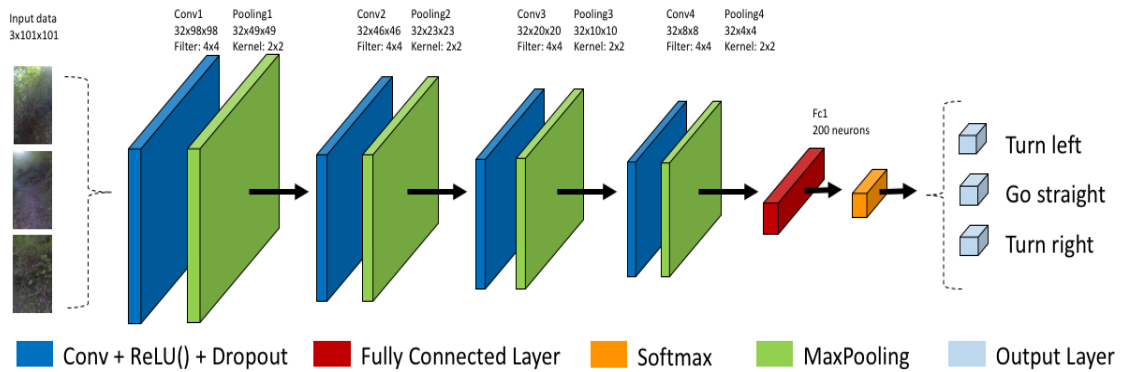 Input data
3x101x101
Conv1
32x98x98
Filter: 4x4
Pooling1
32x49x49
Kernel: 2x2
Conv2
32x46x46
Filter: 4x4
Pooling2
32x23x23
Kernel: 2x2
Conv3
32x20x20
Filter: 4x4
Pooling3
32x10x10
Kernel: 2x2
Conv4
32x8x8
Filter: 4x4
Pooling4
32x4x4
Kernel: 2x2
Fc1
200 neurons
Turn left
Go straight
Turn right
Conv + ReLU() + Dropout
Fully Connected Layer
Softmax
MaxPooling
Output Layer